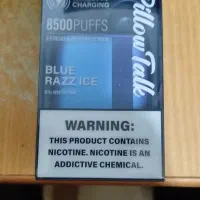 CHARGING
8500PUFFS
Pillow Talk
BLUE
RAZZ ICE
WARNING:
THIS PRODUCT CONTAINS
NICOTINE. NICOTINE IS AN
ADDICTIVE CHEMICAL.